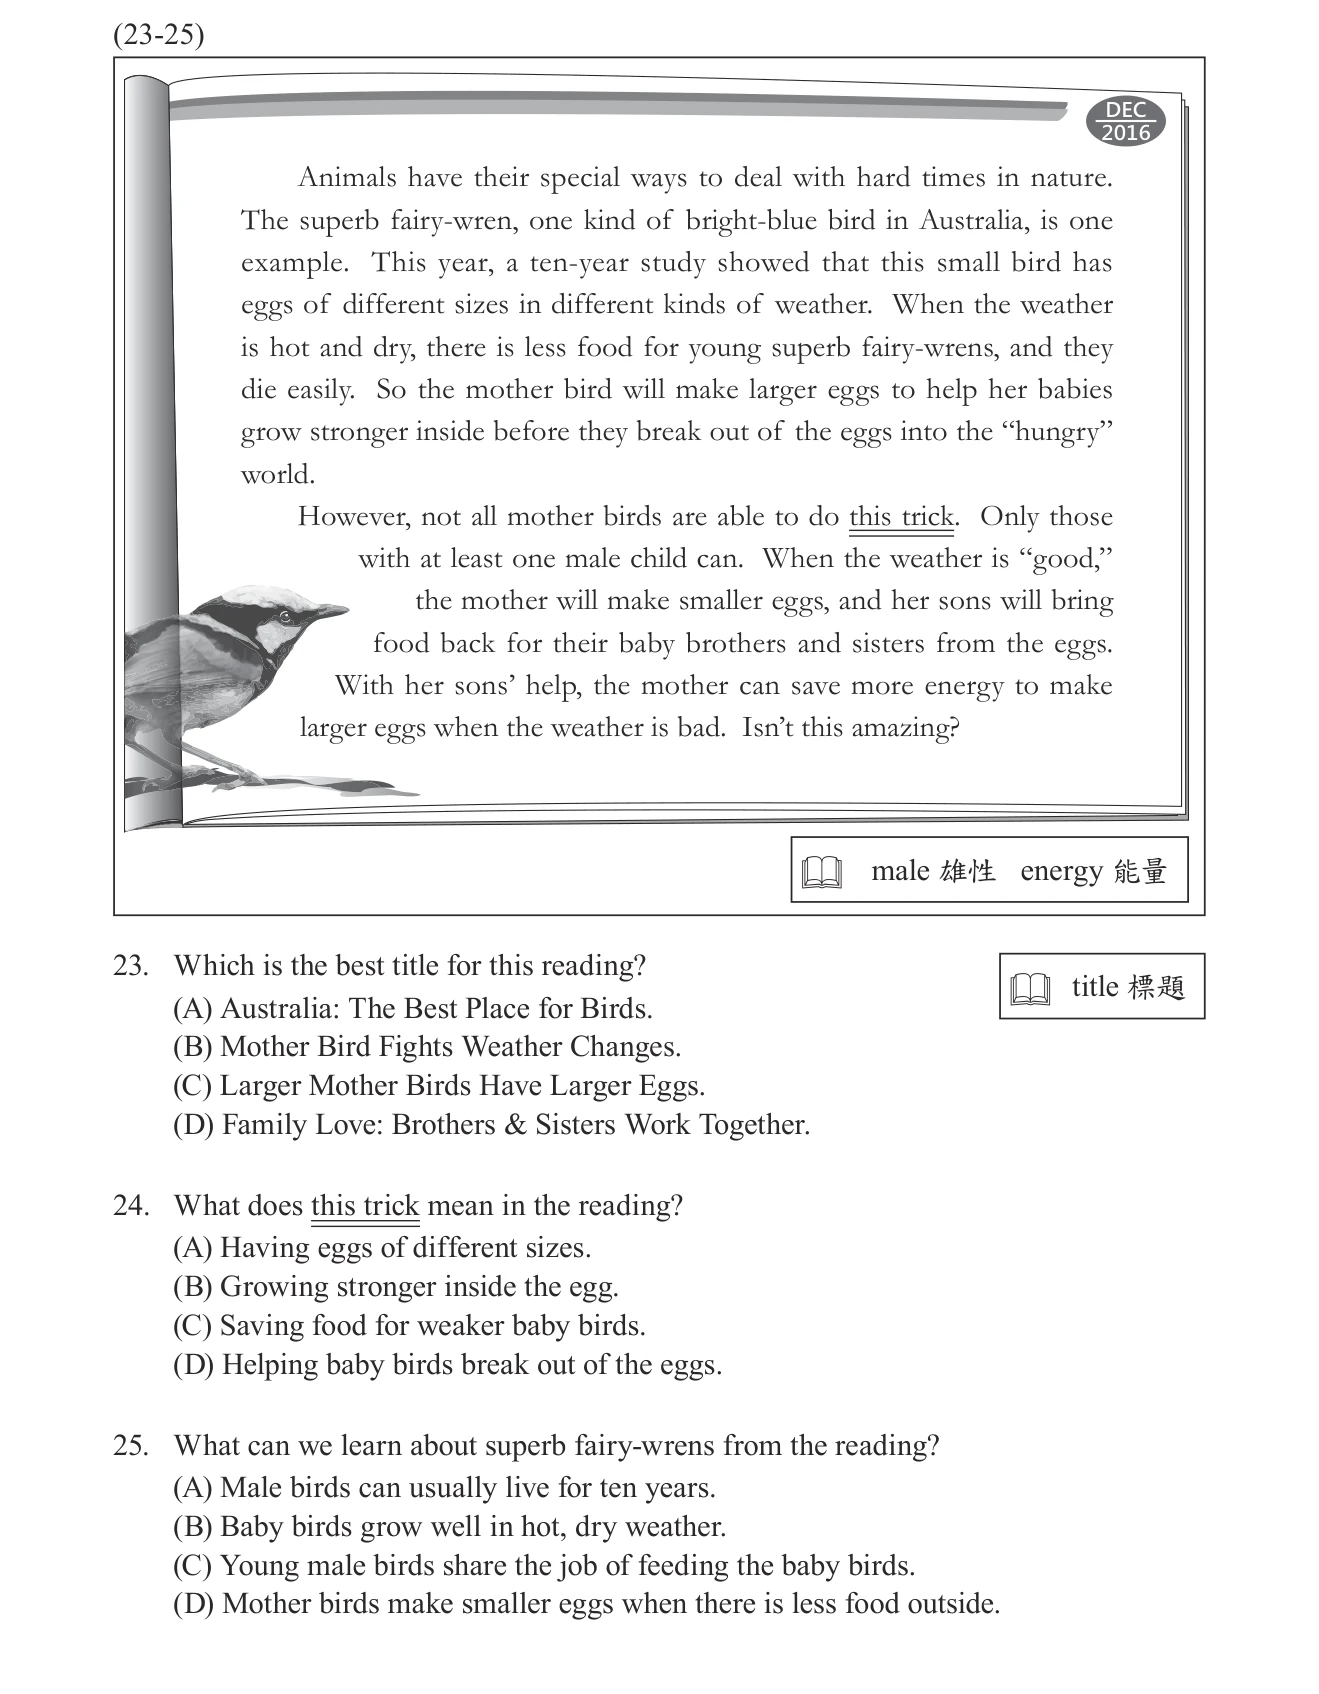 (23-25)
DEC
2016
Animals have their special ways to deal with hard times in nature.
The superb fairy-wren, one kind of bright-blue bird in Australia, is one
example. This year, a ten-year study showed that this small bird has
eggs of different sizes in different kinds of weather. When the weather
is hot and dry, there is less food for young superb fairy-wrens, and they
die easily. So the mother bird will make larger eggs to help her babies
grow stronger inside before they break out of the eggs into the “hungry”
world.
However, not all mother birds are able to do this trick. Only those
with at least one male child can. When the weather is “good,”
the mother will make smaller eggs, and her sons will bring
food back for their baby brothers and sisters from the eggs.
With her sons’ help, the mother can save more energy to make
larger eggs when the weather is bad. Isn’t this amazing?
male 雄性 energy 能量
23. Which is the best title for this reading?
title 標題
(A) Australia: The Best Place for Birds.
(B) Mother Bird Fights Weather Changes.
(C) Larger Mother Birds Have Larger Eggs.
(D) Family Love: Brothers & Sisters Work Together.
24. What does this trick mean in the reading?
(A) Having eggs of different sizes.
(B) Growing stronger inside the egg.
(C) Saving food for weaker baby birds.
(D) Helping baby birds break out of the eggs.
25. What can we learn about superb fairy-wrens from the reading?
(A) Male birds can usually live for ten years.
(B) Baby birds grow well in hot, dry weather.
(C) Young male birds share the job of feeding the baby birds.
(D) Mother birds make smaller eggs when there is less food outside.